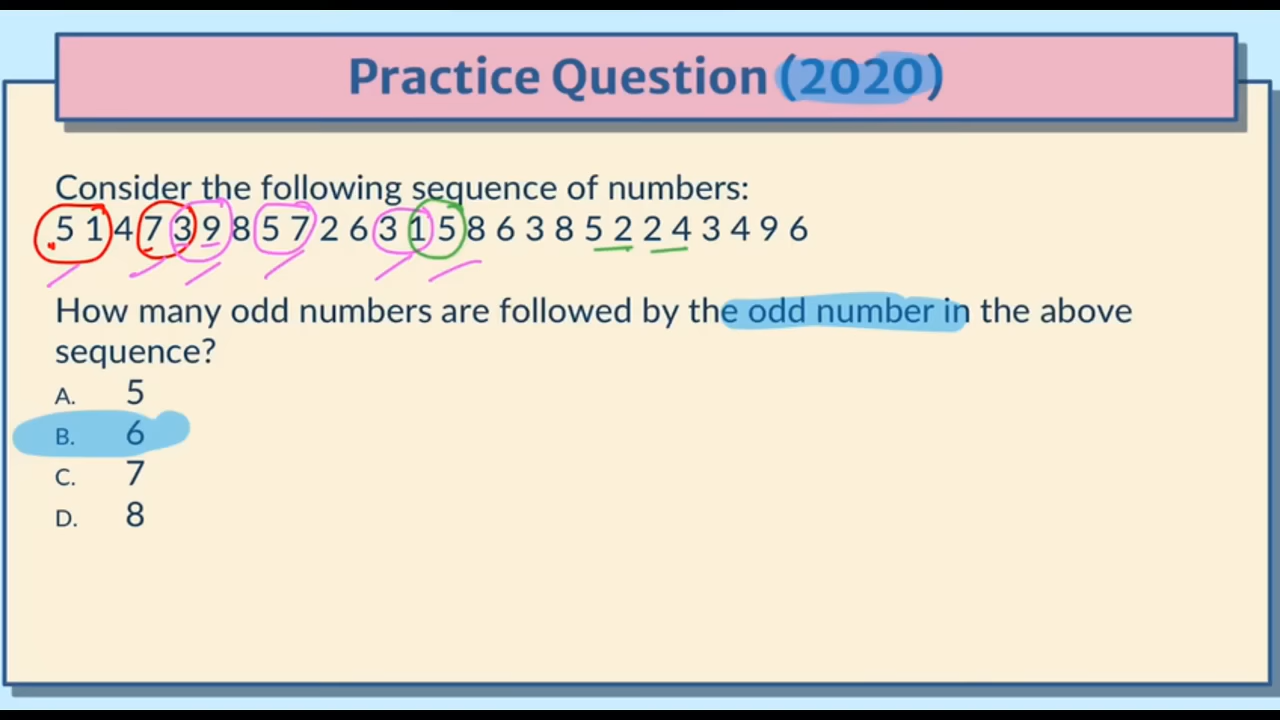 Practice Question (2020)
Consider the following sequence of numbers:
5 1 4 7 3 9 8 5 7 2 6 3 1 5 8 6 3 8 5 2 2 4 3 4 9 6
How many odd numbers are followed by the odd number in the above
sequence?
A. 5
B. 6
C. 7
D. 8